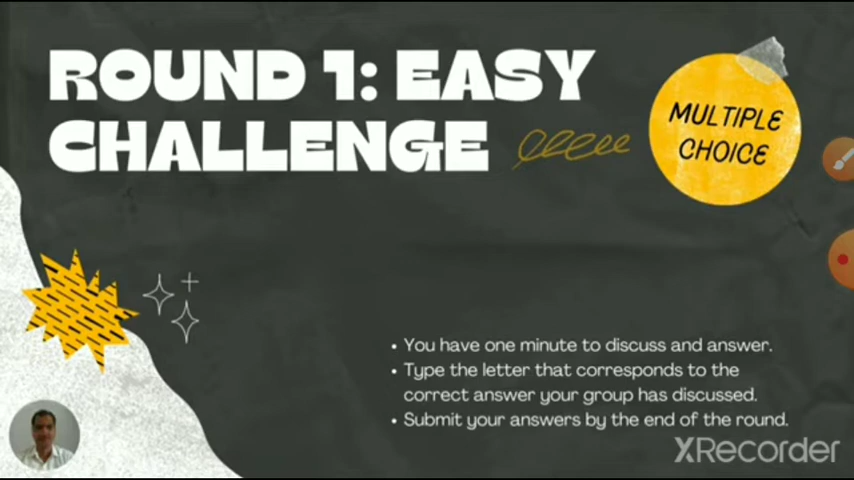 ROUND 1: EASY
CHALLENGE
MULTIPLE
CHOICE
• You have one minute to discuss and answer.
• Type the letter that corresponds to the
correct answer your group has discussed.
• Submit your answers by the end of the round.
XRecorder